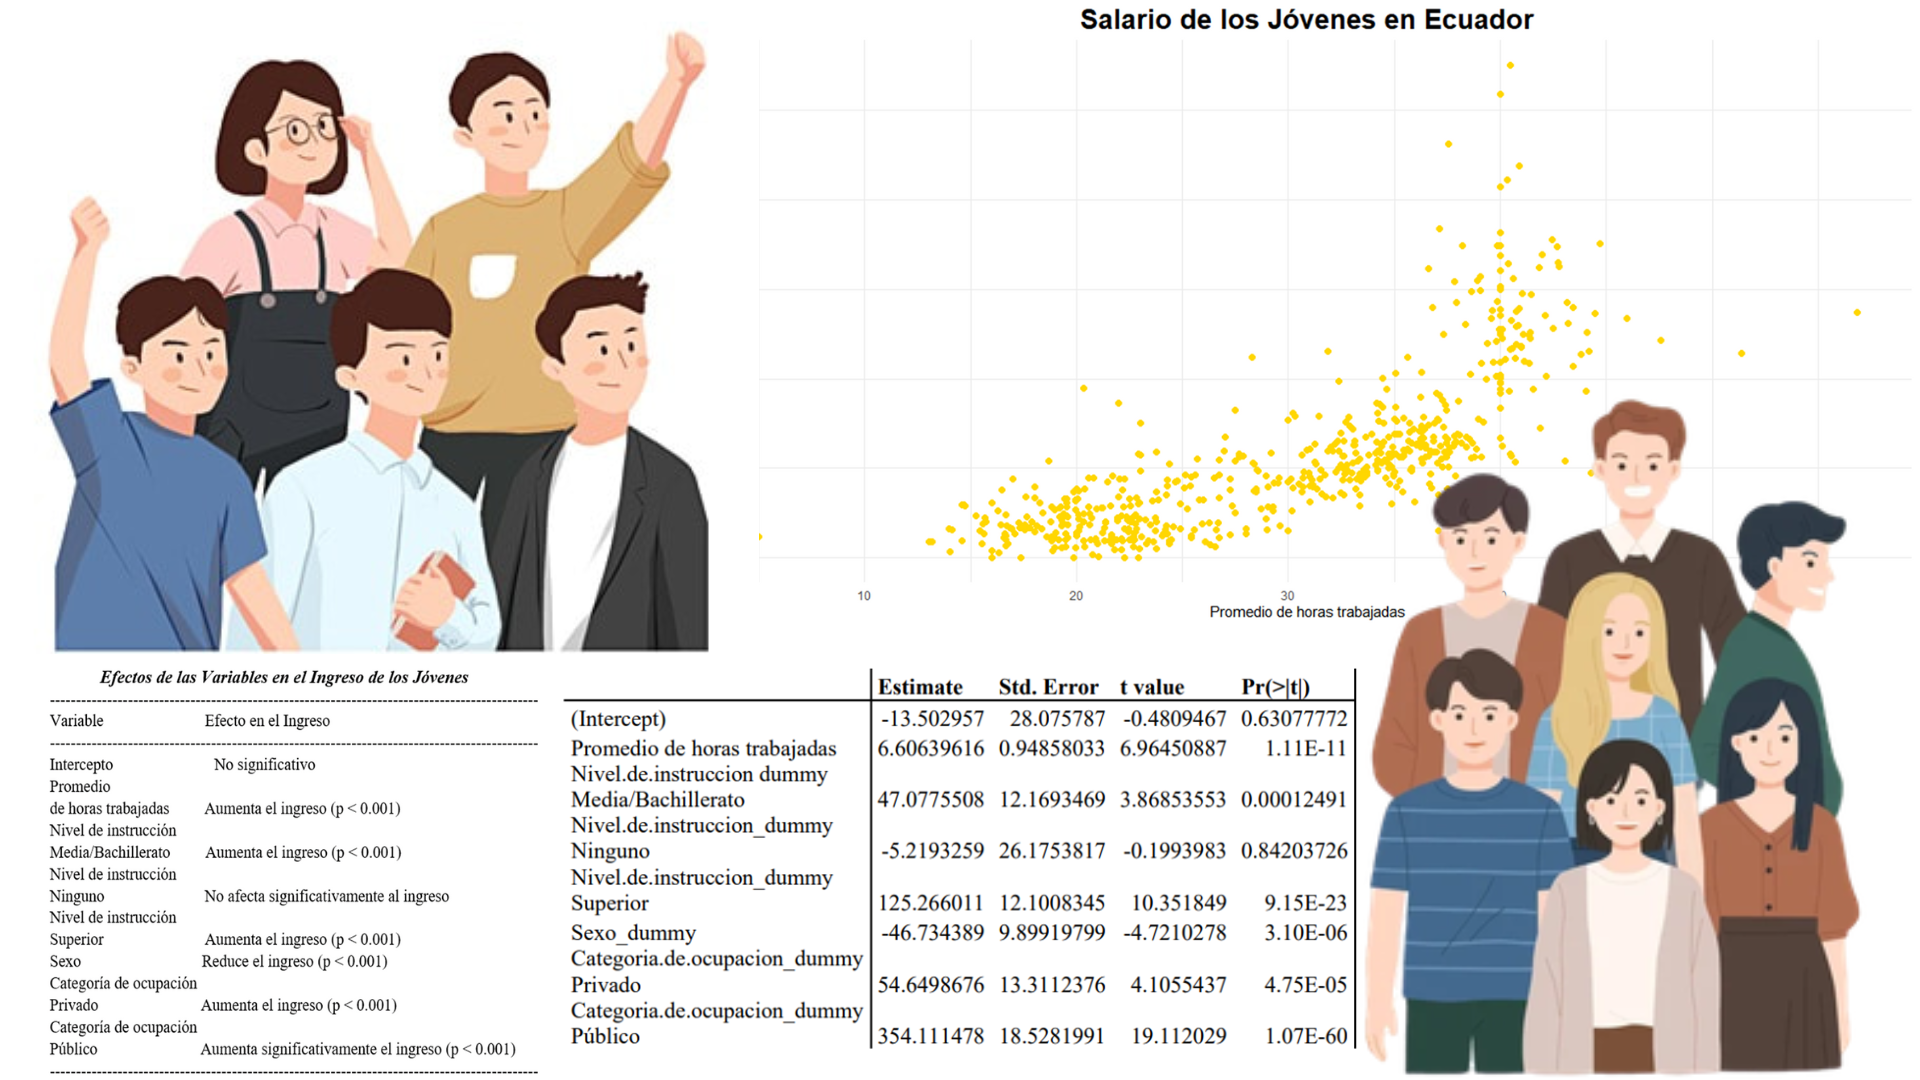 Salario de los Jóvenes en Ecuador
10 20 30
Promedio de horas trabajadas
Efectos de las Variables en el Ingreso de los Jóvenes
Variable Efecto en el Ingreso
Intercepto No significativo
Promedio
de horas trabajadas Aumenta el ingreso (p < 0.001)
Nivel de instrucción
Media/Bachillerato Aumenta el ingreso (p < 0.001)
Nivel de instrucción
Ninguno No afecta significativamente al ingreso
Nivel de instrucción
Superior Aumenta el ingreso (p < 0.001)
Sexo Reduce el ingreso (p < 0.001)
Categoría de ocupación
Privado Aumenta el ingreso (p < 0.001)
Categoría de ocupación
Público Aumenta significativamente el ingreso (p < 0.001)
Estimate Std. Error t value Pr(>|t|)
(Intercept) -13.502957 28.075787 -0.4809467 0.63077772
Promedio de horas trabajadas 6.60639616 0.94858033 6.96450887 1.11E-11
Nivel.de.instruccion dummy
Media/Bachillerato 47.0775508 12.1693469 3.86853553 0.00012491
Nivel.de.instruccion_dummy
Ninguno -5.2193259 26.1753817 -0.1993983 0.84203726
Nivel.de.instruccion_dummy
Superior 125.266011 12.1008345 10.351849 9.15E-23
Sexo_dummy -46.734389 9.89919799 -4.7210278 3.10E-06
Categoria.de.ocupacion_dummy
Privado 54.6498676 13.3112376 4.1055437 4.75E-05
Categoria.de.ocupacion_dummy
Público 354.111478 18.5281991 19.112029 1.07E-60